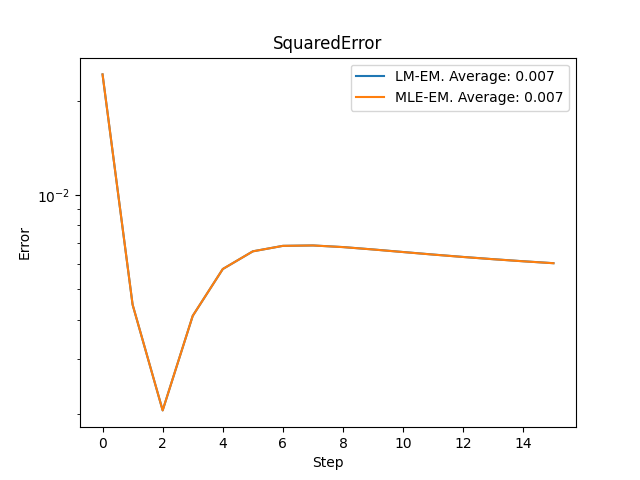 SquaredError
LM-EM. Average: 0.007
MLE-EM. Average: 0.007
10⁻²
Error
0 2 4 6 8 10 12 14
Step